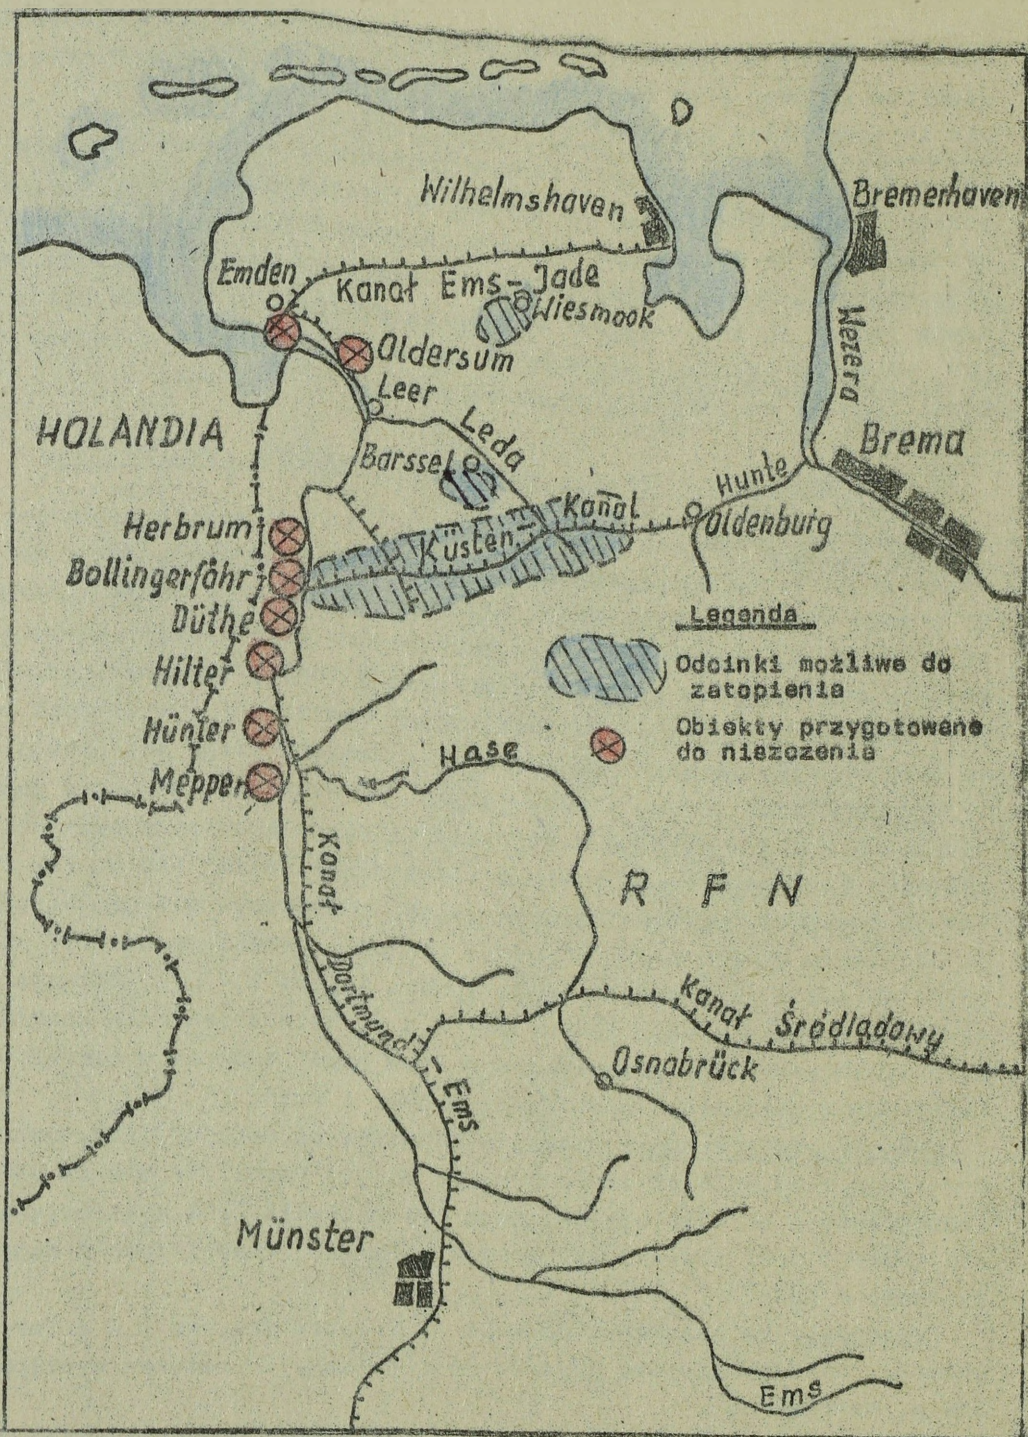 Wilhelmshaven
Bremerhaven
Emden
Kanał Ems-Jade
Wiesmook
Oldersum
Wezera
Leer
HOLANDIA
Leda
Brema
Barssel
Hunte
Herbrum
Küsten-Kanał
Oldenburg
Bollingerfähr
Düthe
Legenda
Hilter
Odcinki możliwe do
zatopienia
Hünter
Obiekty przygotowane
do niszczenia
Hase
Meppen
Kanał
R F N
Dortmund-Ems
Kanał Śródlądowy
Osnabrück
Münster
Ems